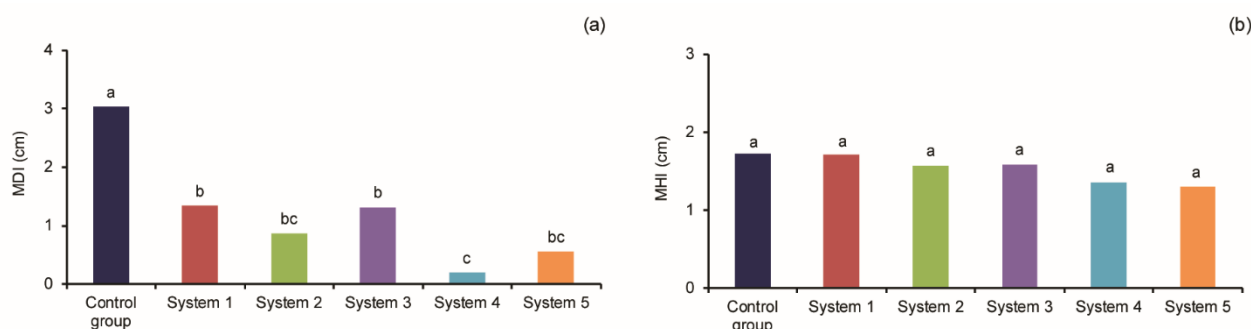 (a)
4
3
2
1
0
MDI (cm)
a
b
bc
b
c
bc
Control group
System 1
System 2
System 3
System 4
System 5
(b)
3
2
1
0
MHI (cm)
a
a
a
a
a
a
Control group
System 1
System 2
System 3
System 4
System 5